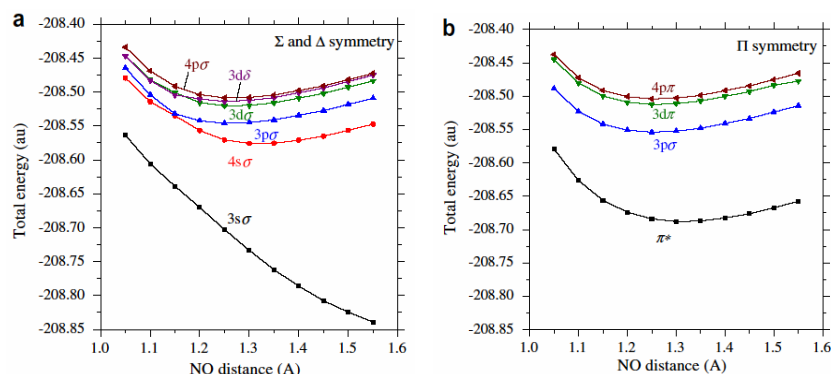 a
Σ and Δ symmetry
-208.40
-208.45
-208.50
-208.55
-208.60
-208.65
-208.70
-208.75
-208.80
-208.85
Total energy (au)
4pσ
3dδ
3dσ
3pσ
4sσ
3sσ
1.0 1.1 1.2 1.3 1.4 1.5 1.6
NO distance (A)
b
Π symmetry
-208.40
-208.45
-208.50
-208.55
-208.60
-208.65
-208.70
-208.75
-208.80
-208.85
Total energy (au)
4pπ
3dπ
3pσ
π*
1.0 1.1 1.2 1.3 1.4 1.5 1.6
NO distance (A)